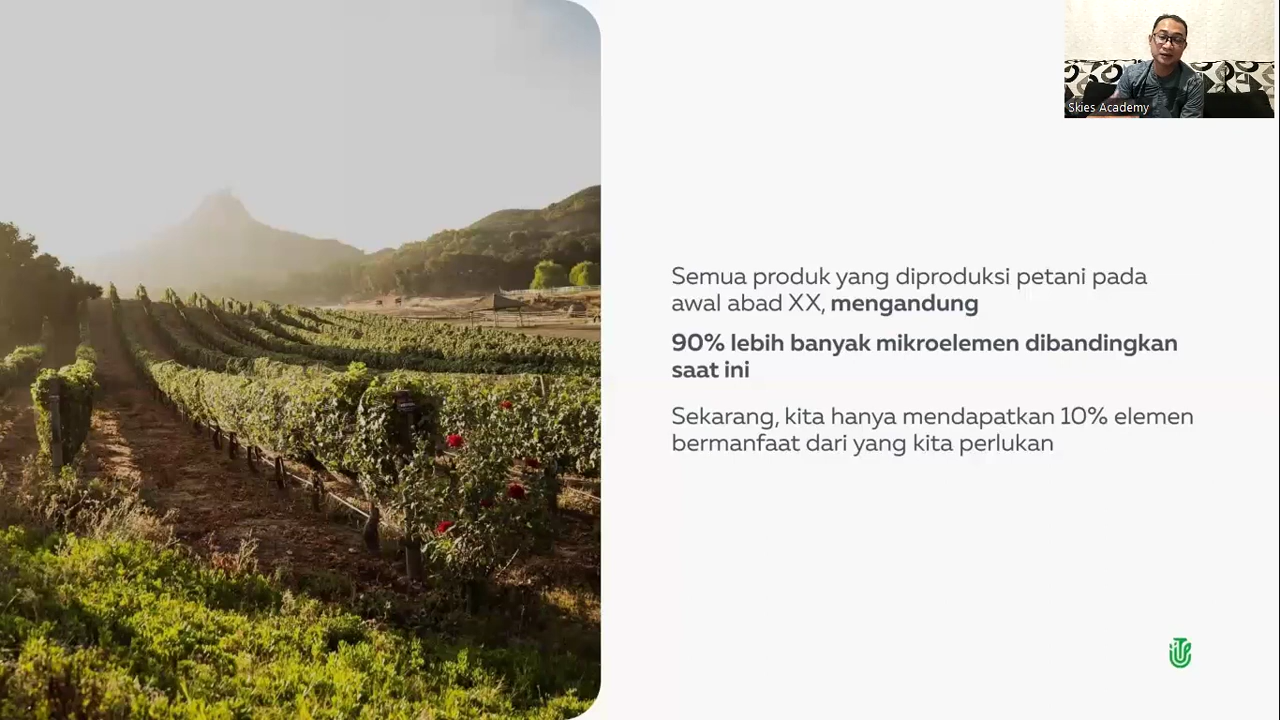 Skies Academy
Semua produk yang diproduksi petani pada
awal abad XX, mengandung
90% lebih banyak mikroelemen dibandingkan
saat ini
Sekarang, kita hanya mendapatkan 10% elemen
bermanfaat dari yang kita perlukan